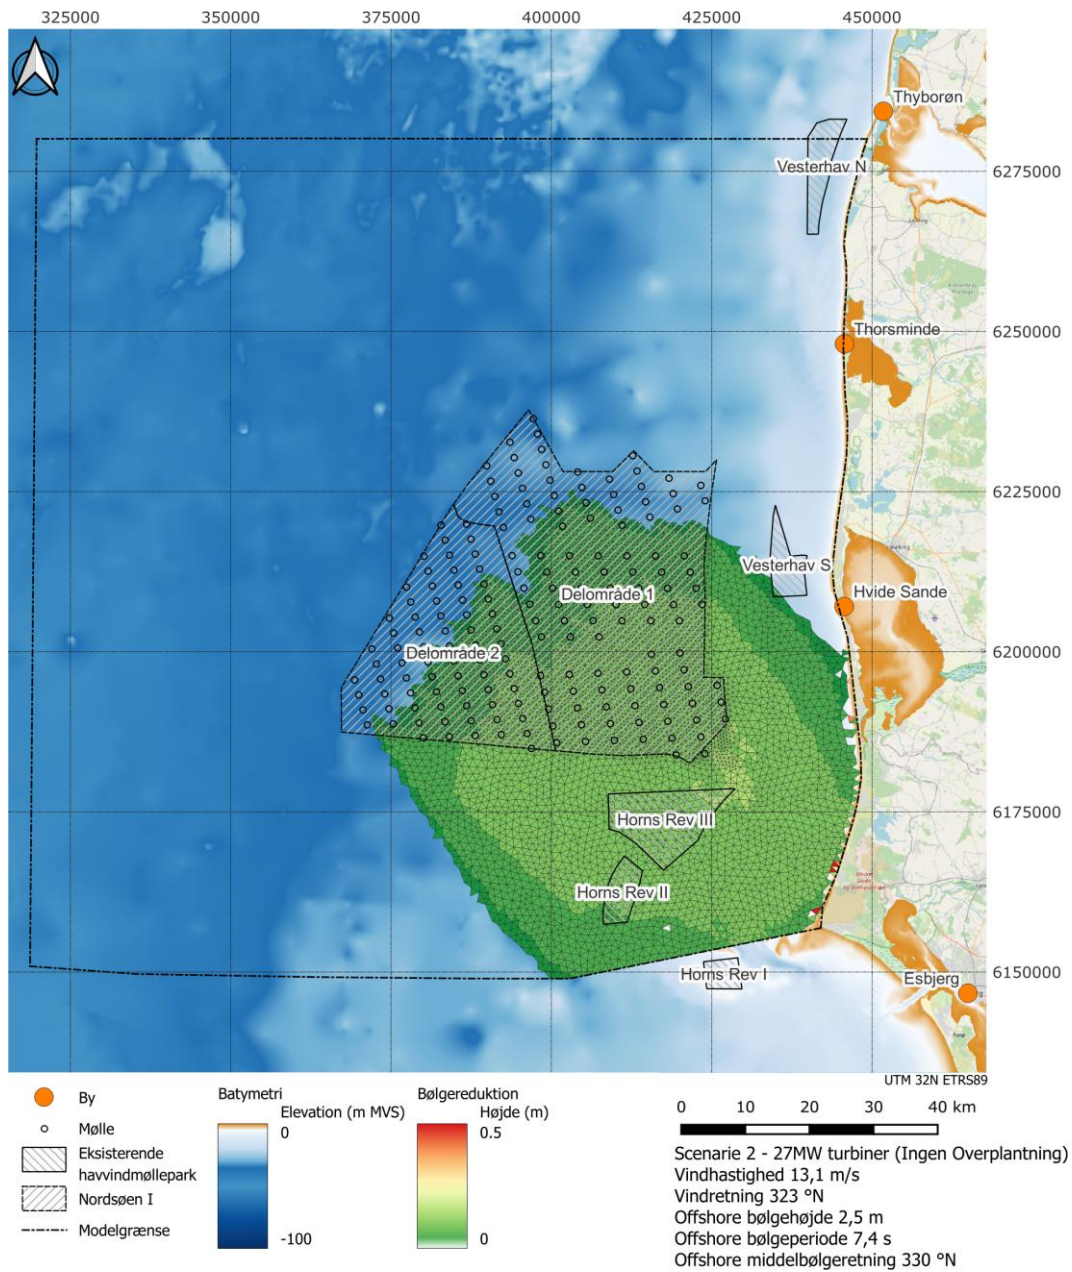 325000 350000 375000 400000 425000 450000
Thyborøn
Vesterhav N
6275000
Thorsminde
6250000
6225000
Vesterhav S
Hvide Sande
Delområde 1
Delområde 2
6200000
6175000
Horns Rev III
Horns Rev II
Horns Rev I
6150000
Esbjerg
UTM 32N ETRS89
By
Mølle
Eksisterende
havvindmøllepark
Nordsøen I
Modelgrænse
Batymetri
Elevation (m MVS)
0
-100
Bølgereduktion
Højde (m)
0.5
0
0 10 20 30 40 km
Scenarie 2 - 27MW turbiner (Ingen Overplantning)
Vindhastighed 13,1 m/s
Vindretning 323 °N
Offshore bølgehøjde 2,5 m
Offshore bølgeperiode 7,4 s
Offshore middelbølgeretning 330 °N